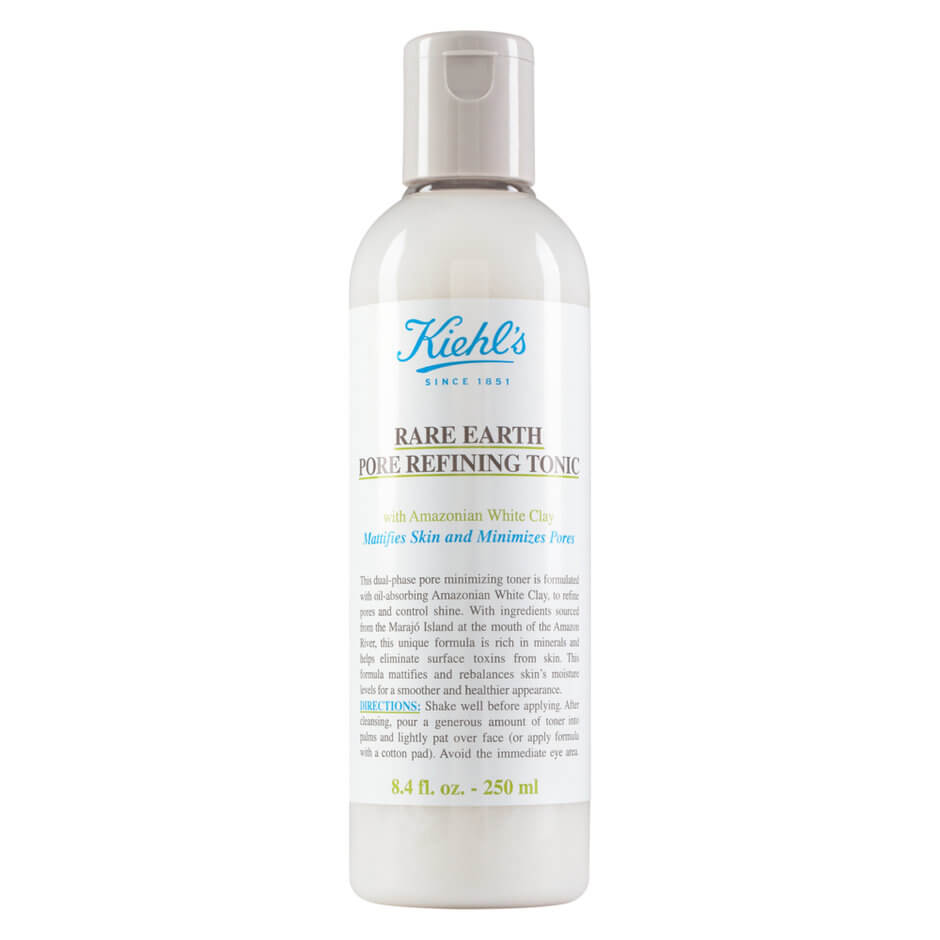 Kiehl's
SINCE 1851
RARE EARTH
PORE REFINING TONIC
with Amazonian White Clay
Mattifies Skin and Minimizes Pores
This dual-phase pore minimizing toner is formulated
with oil-absorbing Amazonian White Clay, to refine
pores and control shine. With ingredients sourced
from the Marajó Island at the mouth of the Amazon
River, this unique formula is rich in minerals and
helps eliminate surface toxins from skin. This
formula mattifies and rebalances skin's moisture
levels for a smoother and healthier appearance.
DIRECTIONS: Shake well before applying. After
cleansing, pour a generous amount of toner into
palms and lightly pat over face (or apply formula
with a cotton pad). Avoid the immediate eye area.
8.4 fl. oz. - 250 ml